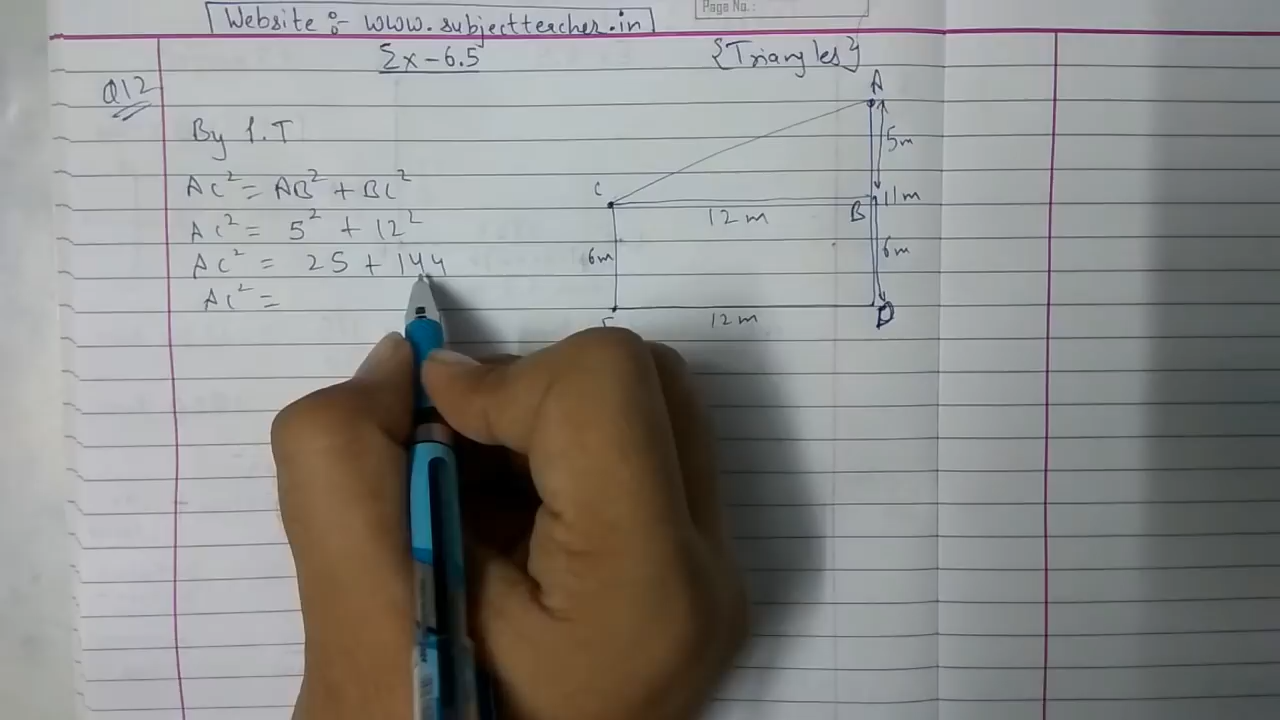 Page No.:
Website :- www.subjectteacher.in
Ex-6.5 {Triangles}
Q12
By P.T
AC² = AB² + BC²
AC² = 5² + 12²
AC² = 25 + 144
AC² =
A
5m
C
11m
12 m
B
6m
6m
D
12 m